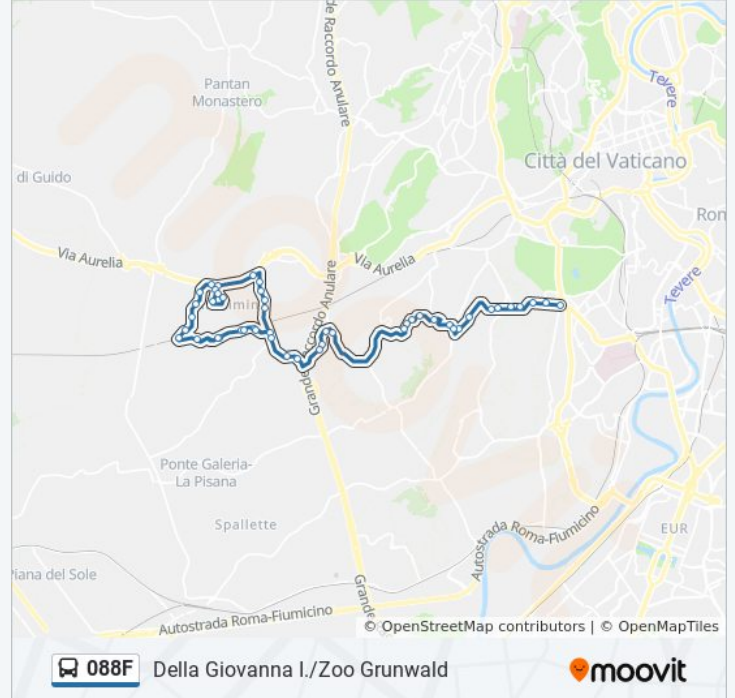 de Raccordo Anulare
Pantan
Monastero
Tevere
Città del Vaticano
di Guido
Ron
Via Aurelia
Via Aurelia
Tevere
Grande Raccordo Anulare
Ponte Galeria-
La Pisana
Spallette
EUR
Autostrada Roma-Fiumicino
Piana del Sole
Grande
Autostrada Roma-Fiumicino
© OpenStreetMap contributors | © OpenMapTiles
088F Della Giovanna I./Zoo Grunwald
moovit